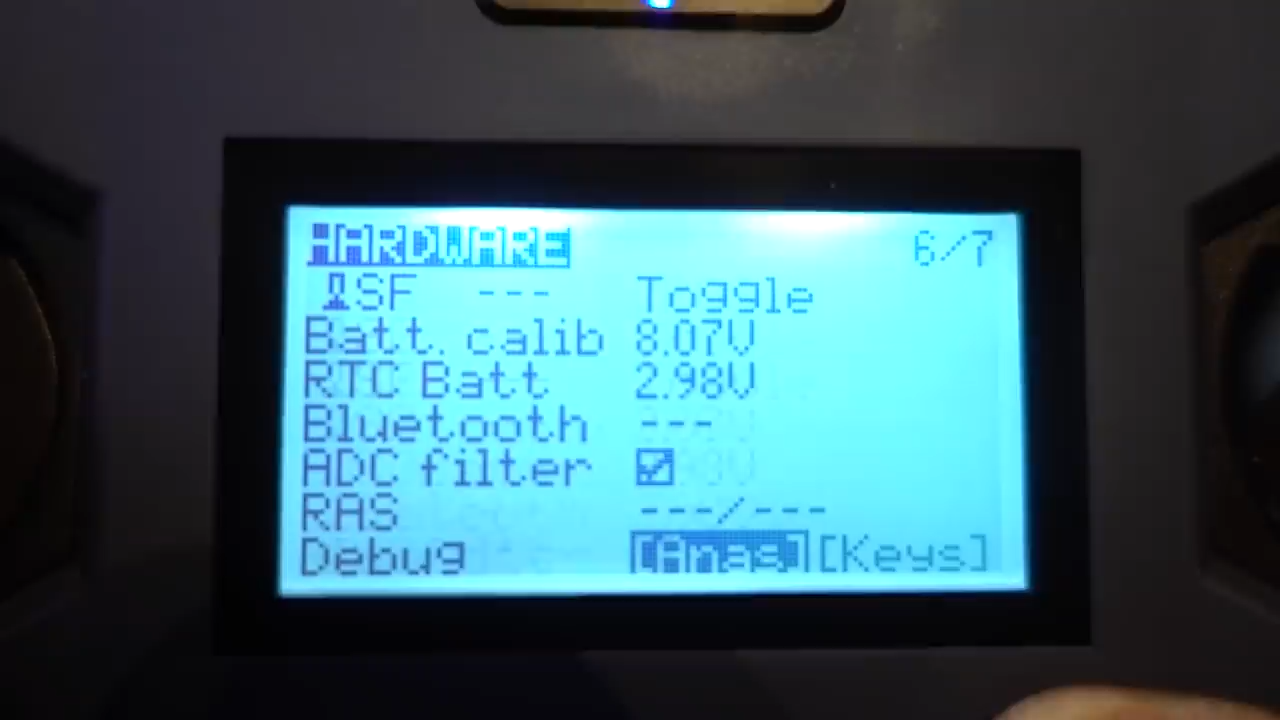 HARDWARE 6/7
SF --- Toggle
Batt. calib 8.07V
RTC Batt 2.98V
Bluetooth ---
ADC filter
RAS ---/---
Debug [Anas] [Keys]